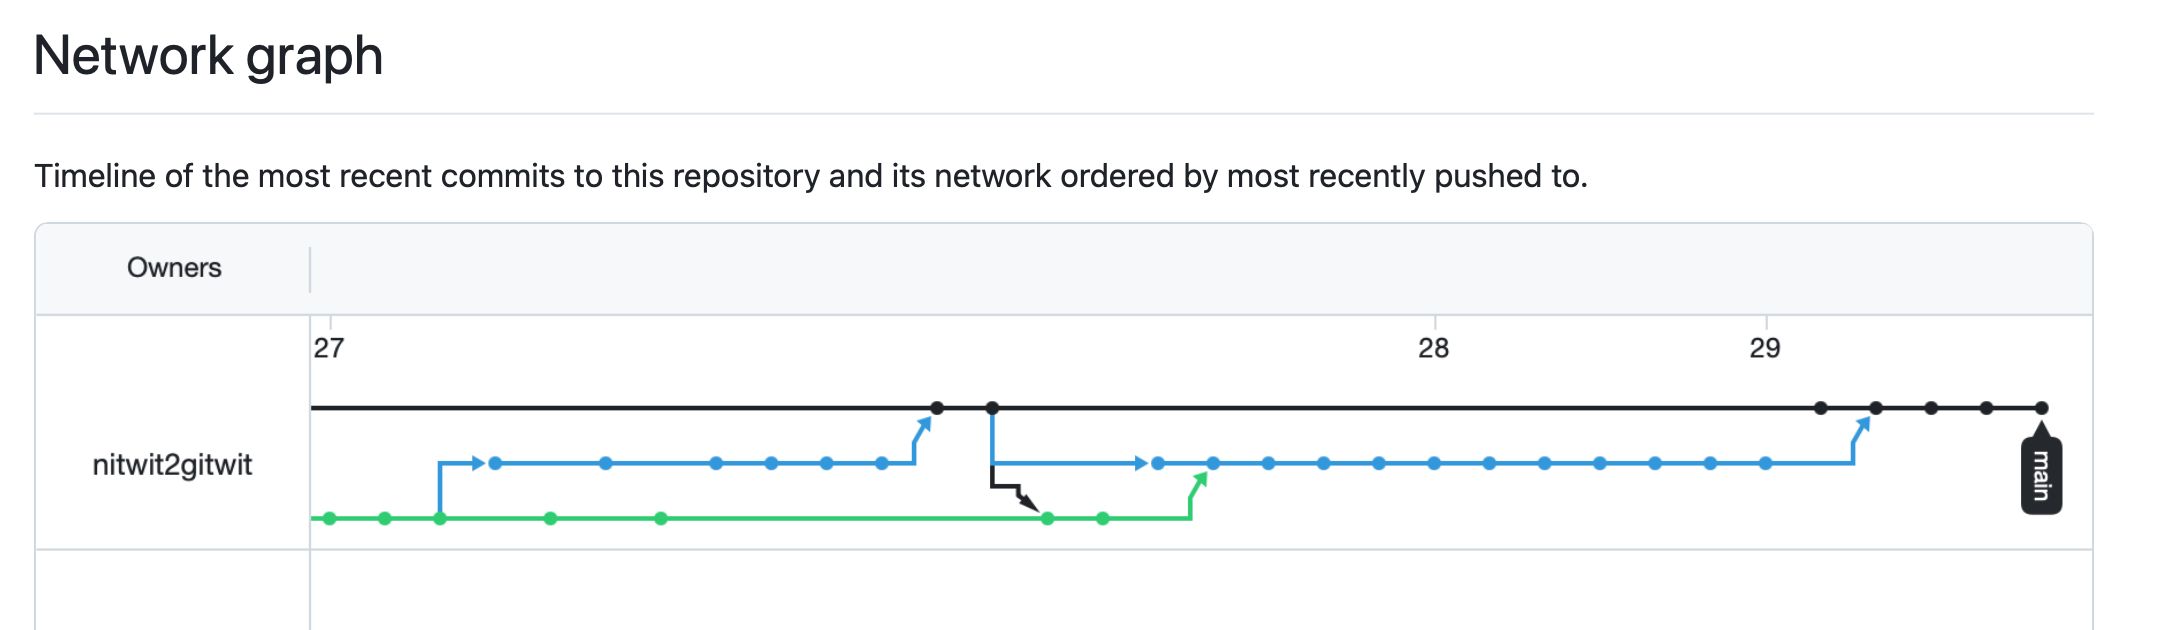 Network graph
Timeline of the most recent commits to this repository and its network ordered by most recently pushed to.
Owners
27 28 29
nitwit2gitwit
main